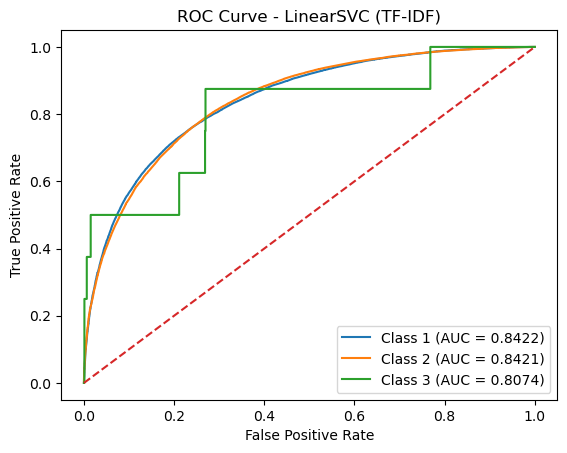 ROC Curve - LinearSVC (TF-IDF)
1.0
0.8
0.6
0.4
0.2
0.0
True Positive Rate
Class 1 (AUC = 0.8422)
Class 2 (AUC = 0.8421)
Class 3 (AUC = 0.8074)
0.0 0.2 0.4 0.6 0.8 1.0
False Positive Rate